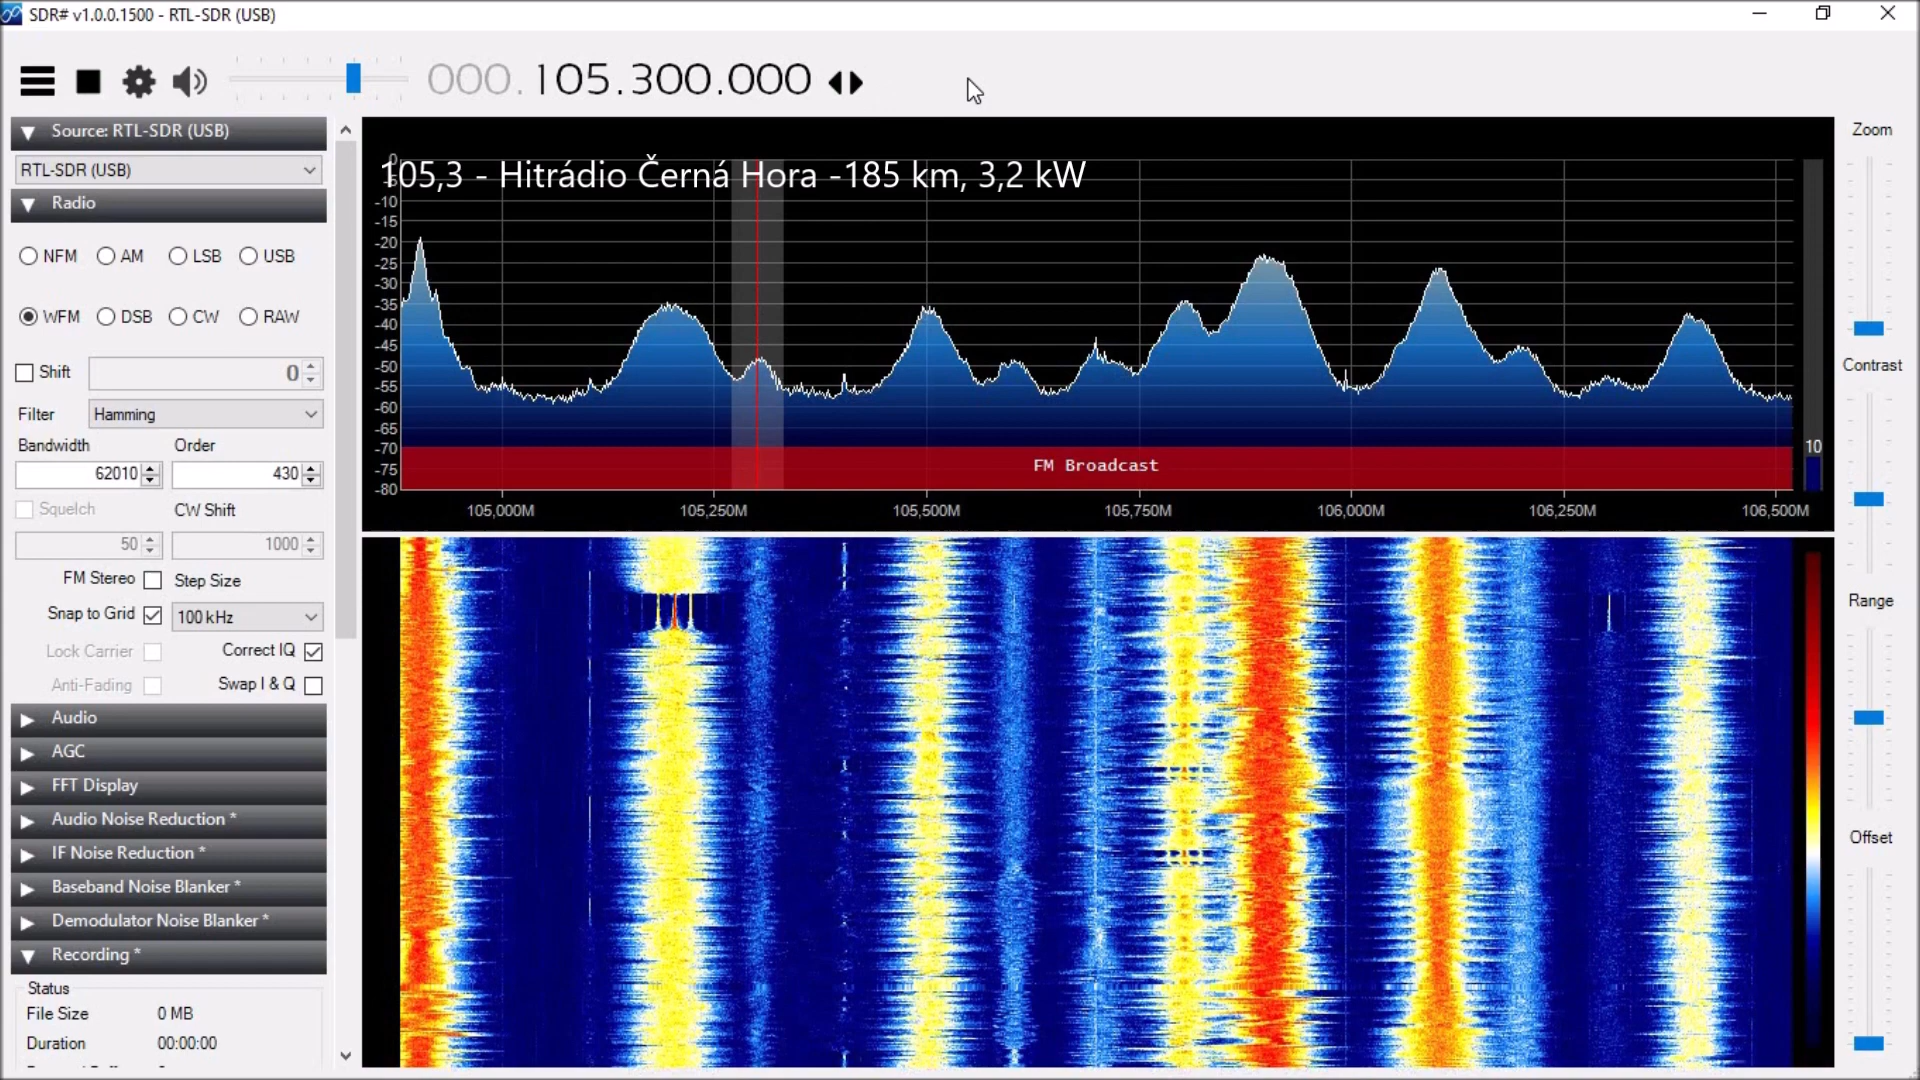 SDR# v1.0.0.1500 - RTL-SDR (USB)
000.105.300.000
Source: RTL-SDR (USB)
RTL-SDR (USB)
Radio
NFM AM LSB USB
WFM DSB CW RAW
Shift 0
Filter Hamming
Bandwidth Order
62010 430
Squelch CW Shift
50 1000
FM Stereo Step Size
Snap to Grid 100 kHz
Lock Carrier Correct IQ
Anti-Fading Swap I & Q
Audio
AGC
FFT Display
Audio Noise Reduction *
IF Noise Reduction *
Baseband Noise Blanker *
Demodulator Noise Blanker *
Recording *
Status
File Size 0 MB
Duration 00:00:00
105,3 - Hitrádio Černá Hora -185 km, 3,2 kW
0
-5
-10
-15
-20
-25
-30
-35
-40
-45
-50
-55
-60
-65
-70
-75
-80
FM Broadcast
10
105,000M 105,250M 105,500M 105,750M 106,000M 106,250M 106,500M
Zoom
Contrast
Range
Offset